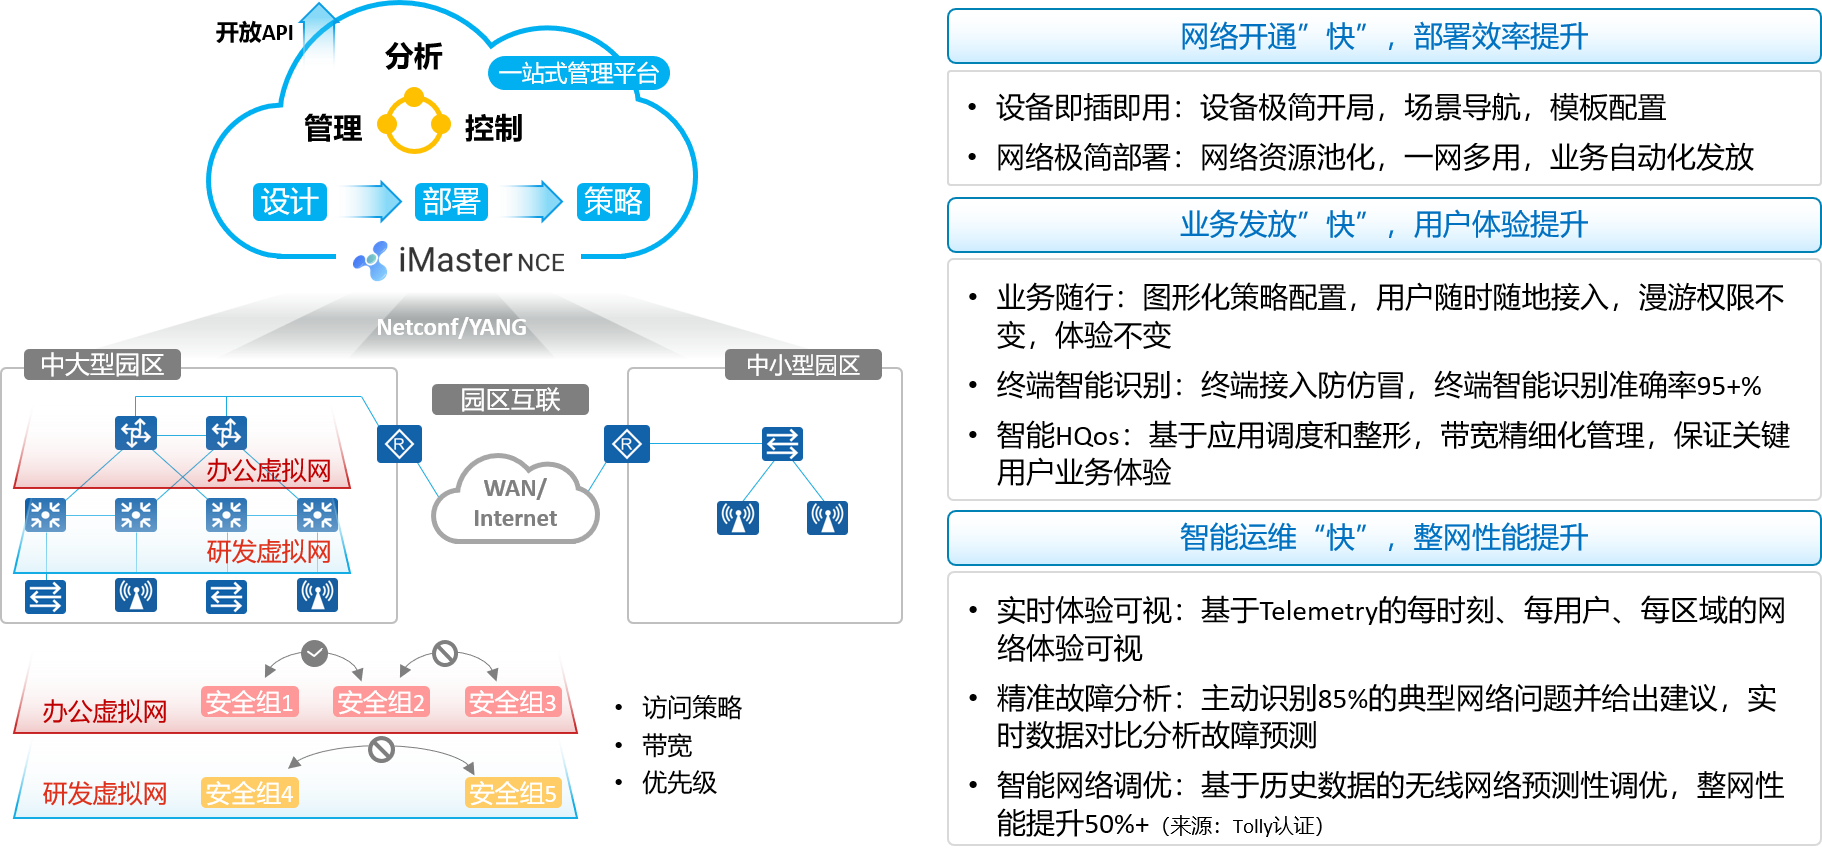 开放API
分析
一站式管理平台
管理
控制
设计
部署
策略
iMaster NCE
Netconf/YANG
中大型园区
园区互联
中小型园区
R
R
办公虚拟网
WAN/
Internet
研发虚拟网
办公虚拟网
安全组1
安全组2
安全组3
研发虚拟网
安全组4
安全组5
• 访问策略
• 带宽
• 优先级
网络开通”快”，部署效率提升
• 设备即插即用：设备极简开局，场景导航，模板配置
• 网络极简部署：网络资源池化，一网多用，业务自动化发放
业务发放”快”，用户体验提升
• 业务随行：图形化策略配置，用户随时随地接入，漫游权限不
变，体验不变
• 终端智能识别：终端接入防仿冒，终端智能识别准确率95+%
• 智能HQos：基于应用调度和整形，带宽精细化管理，保证关键
用户业务体验
智能运维“快”，整网性能提升
• 实时体验可视：基于Telemetry的每时刻、每用户、每区域的网
络体验可视
• 精准故障分析：主动识别85%的典型网络问题并给出建议，实
时数据对比分析故障预测
• 智能网络调优：基于历史数据的无线网络预测性调优，整网性
能提升50%+（来源：Tolly认证）